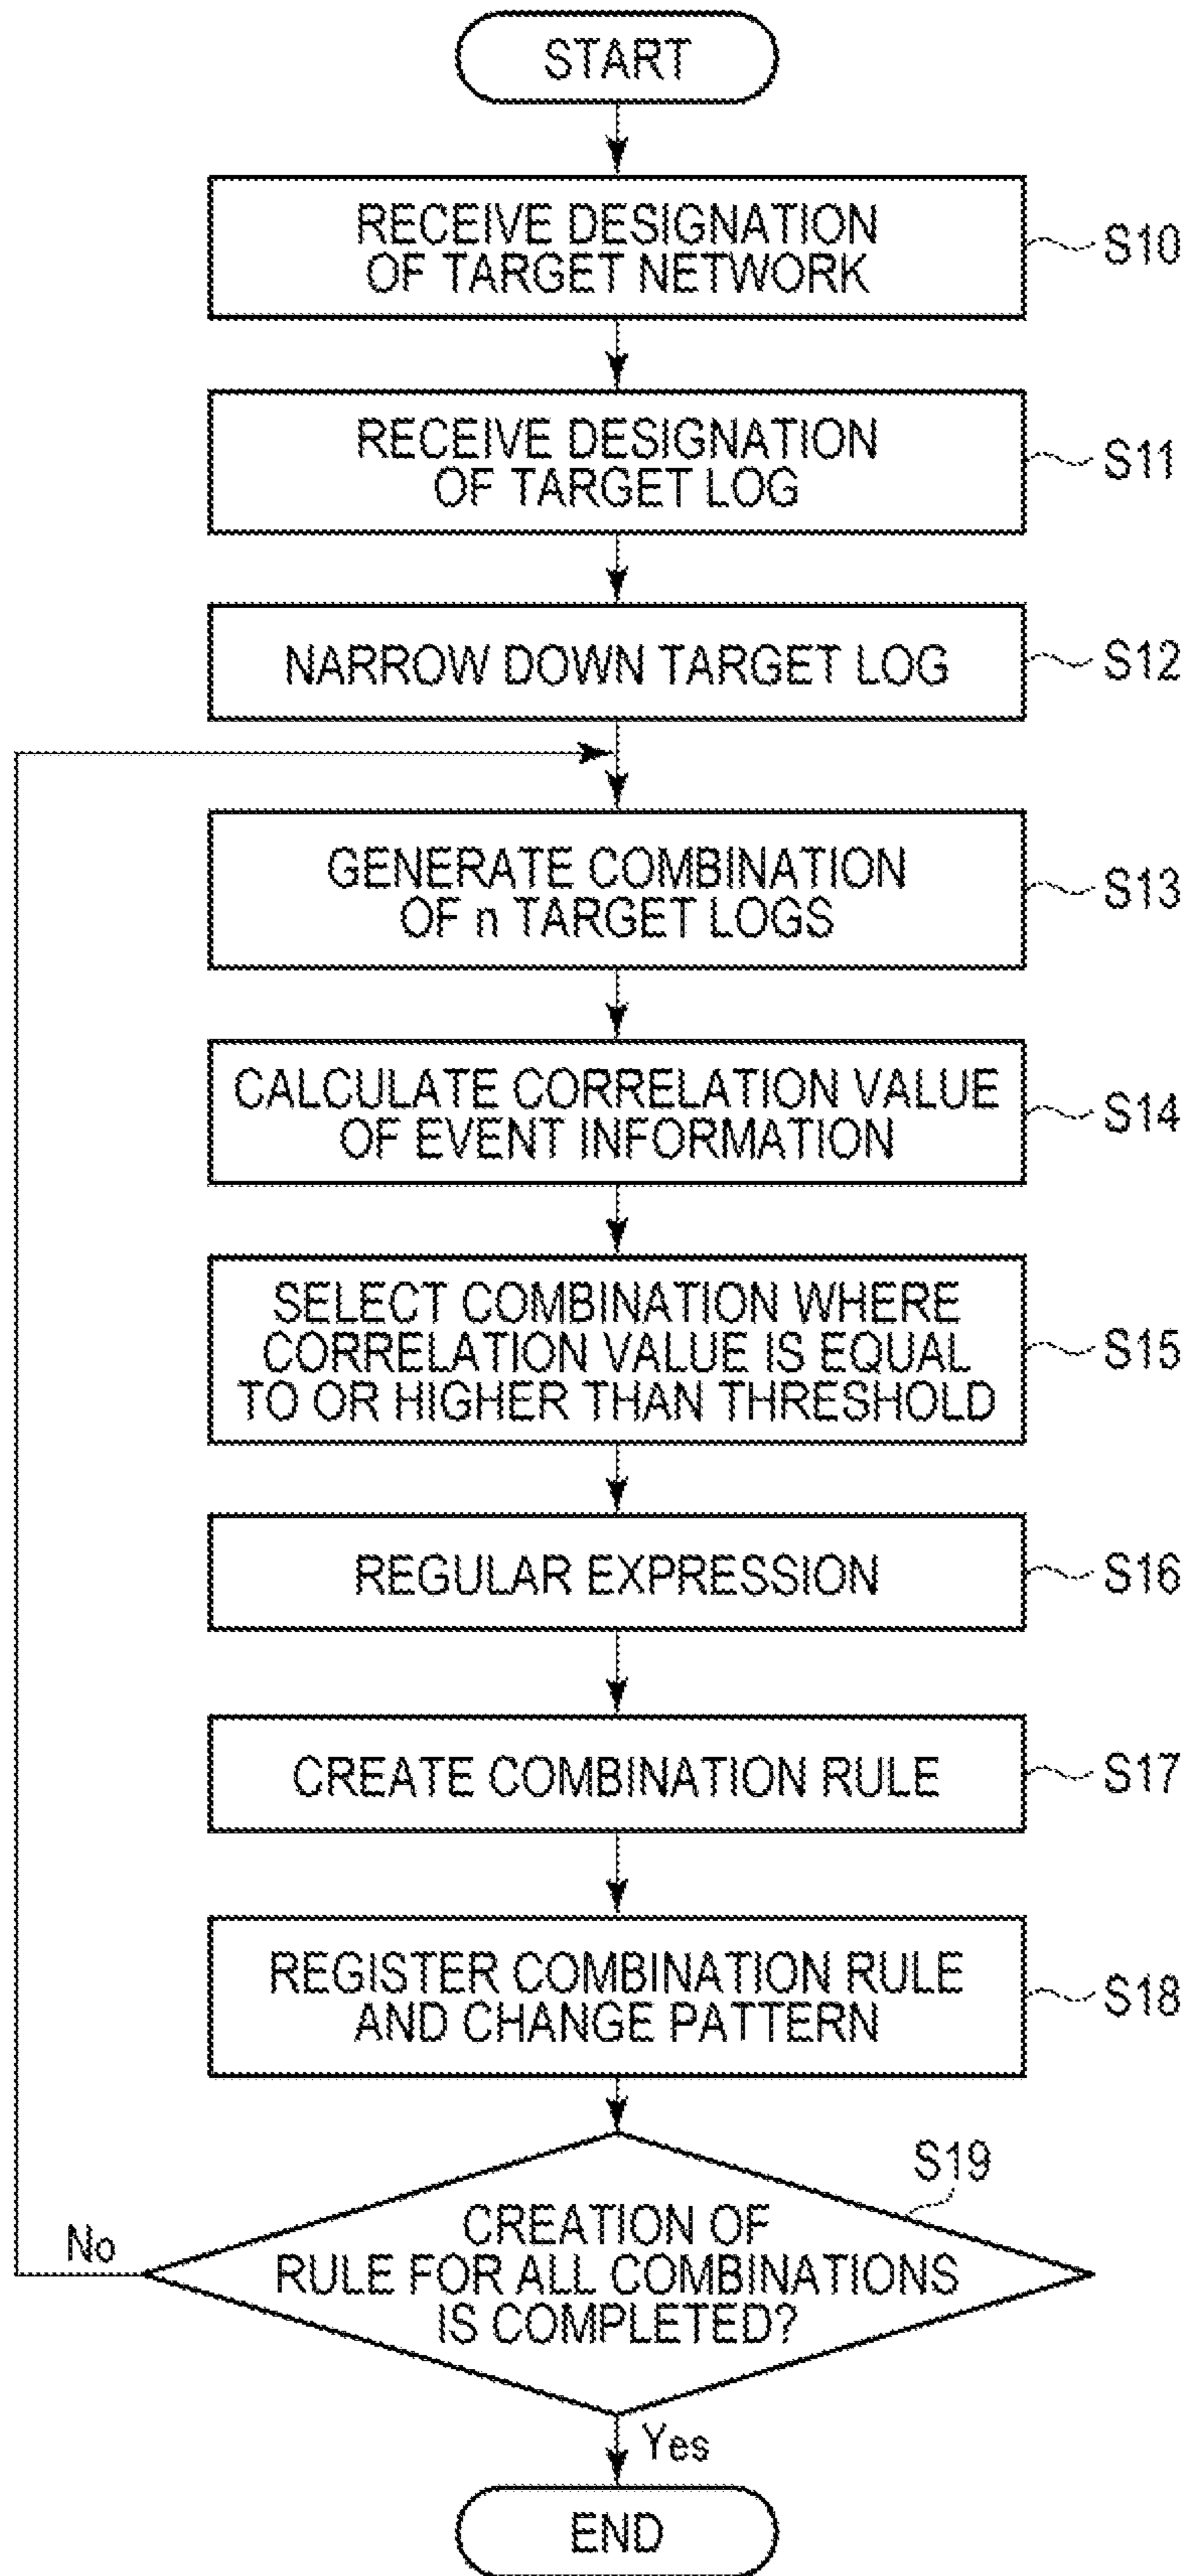 START
RECEIVE DESIGNATION
OF TARGET NETWORK
S10
RECEIVE DESIGNATION
OF TARGET LOG
S11
NARROW DOWN TARGET LOG
S12
GENERATE COMBINATION
OF n TARGET LOGS
S13
CALCULATE CORRELATION VALUE
OF EVENT INFORMATION
S14
SELECT COMBINATION WHERE
CORRELATION VALUE IS EQUAL
TO OR HIGHER THAN THRESHOLD
S15
REGULAR EXPRESSION
S16
CREATE COMBINATION RULE
S17
REGISTER COMBINATION RULE
AND CHANGE PATTERN
S18
S19
CREATION OF
RULE FOR ALL COMBINATIONS
IS COMPLETED?
No
Yes
END